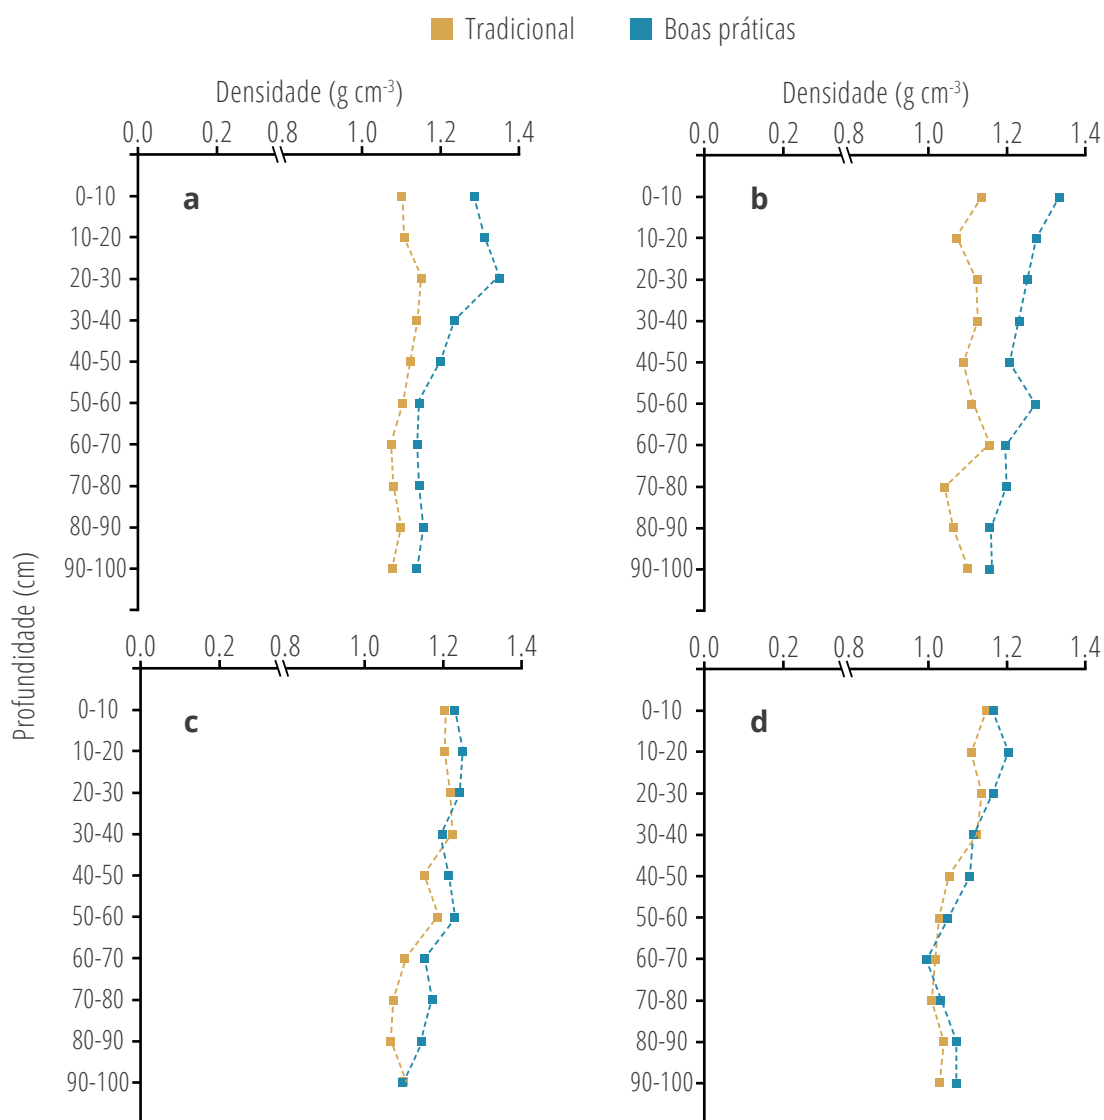 Tradicional Boas práticas
Densidade (g cm-3) Densidade (g cm-3)
0.0 0.2 0.8 1.0 1.2 1.4 0.0 0.2 0.8 1.0 1.2 1.4
a b
0-10 0-10
10-20 10-20
20-30 20-30
30-40 30-40
40-50 40-50
50-60 50-60
60-70 60-70
70-80 70-80
80-90 80-90
90-100 90-100
Profundidade (cm)
0.0 0.2 0.8 1.0 1.2 1.4 0.0 0.2 0.8 1.0 1.2 1.4
c d
0-10 0-10
10-20 10-20
20-30 20-30
30-40 30-40
40-50 40-50
50-60 50-60
60-70 60-70
70-80 70-80
80-90 80-90
90-100 90-100